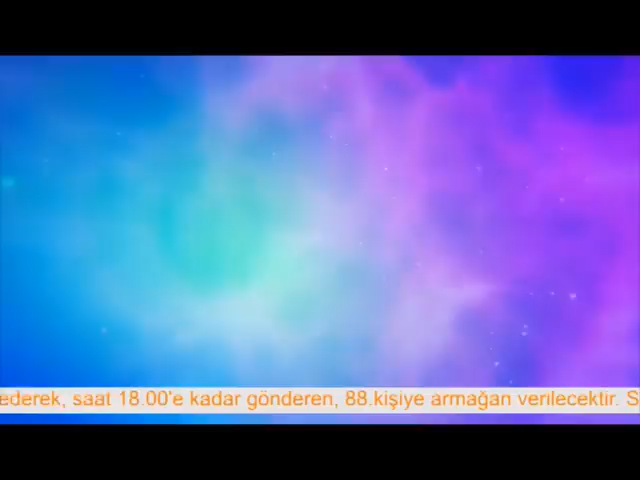 ederek, saat 18.00'e kadar gönderen, 88.kişiye armağan verilecektir. S